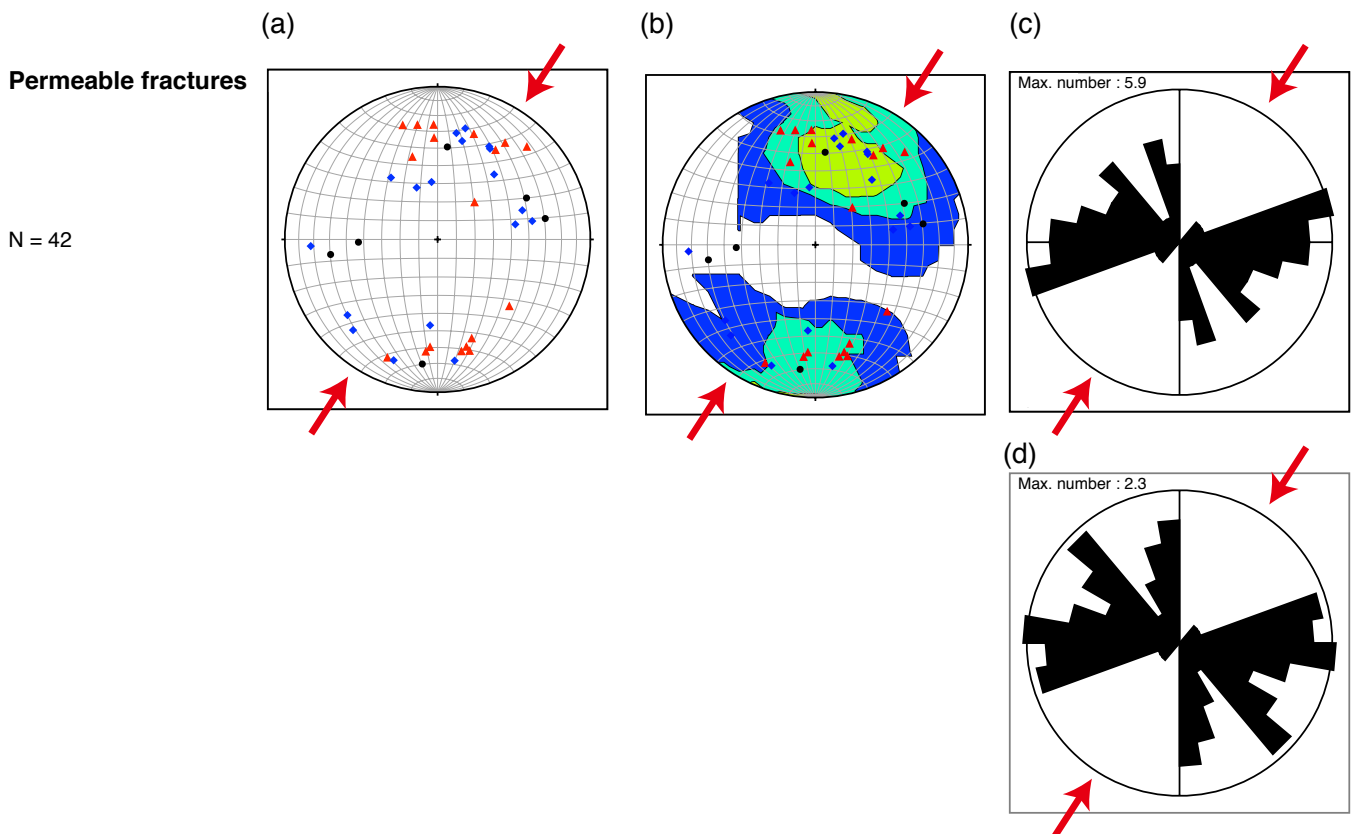 (a)
(b)
(c)
Permeable fractures
Max. number : 5.9
N = 42
(d)
Max. number : 2.3